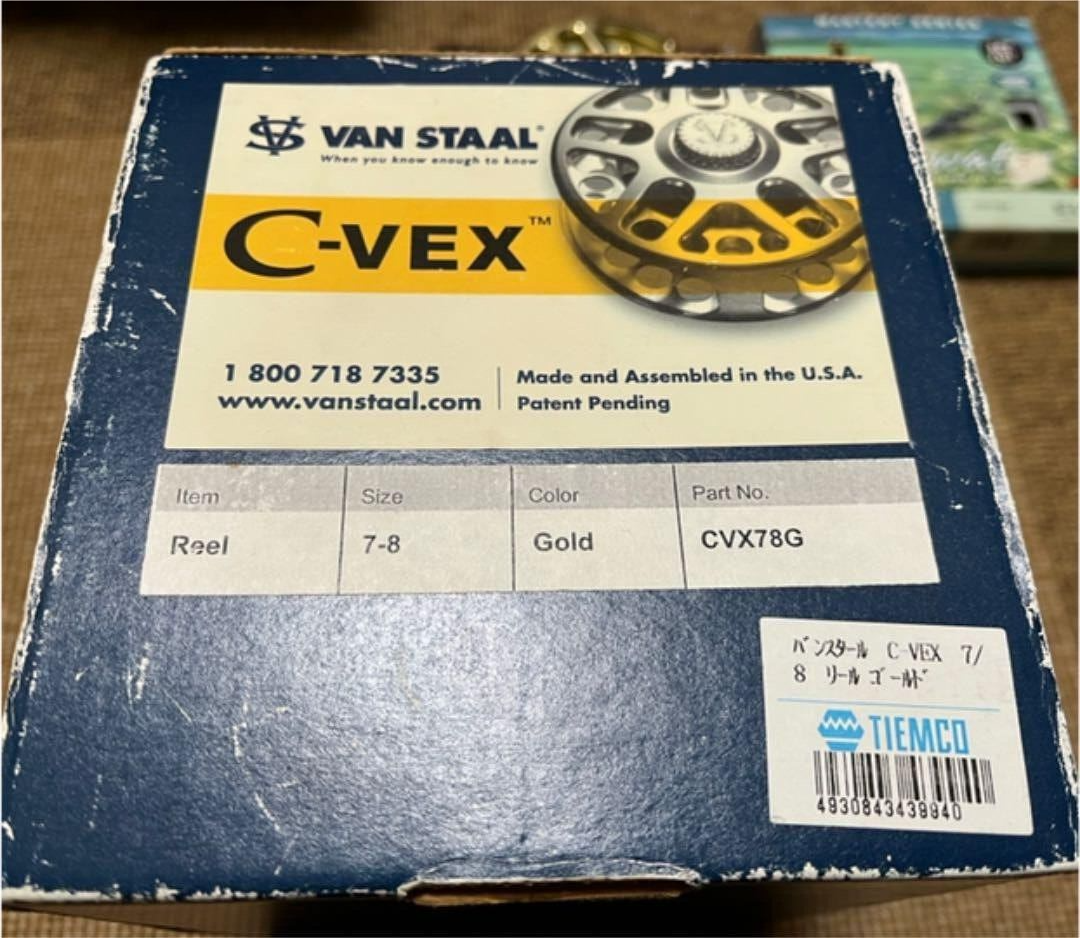 VS VAN STAAL®
When you know enough to know
C-VEX™
1 800 718 7335
www.vanstaal.com
Made and Assembled in the U.S.A.
Patent Pending
Item Size Color Part No.
Reel 7-8 Gold CVX78G
バンスタール C-VEX 7/
8 リール ゴールド
TIEMCO
4930843439940